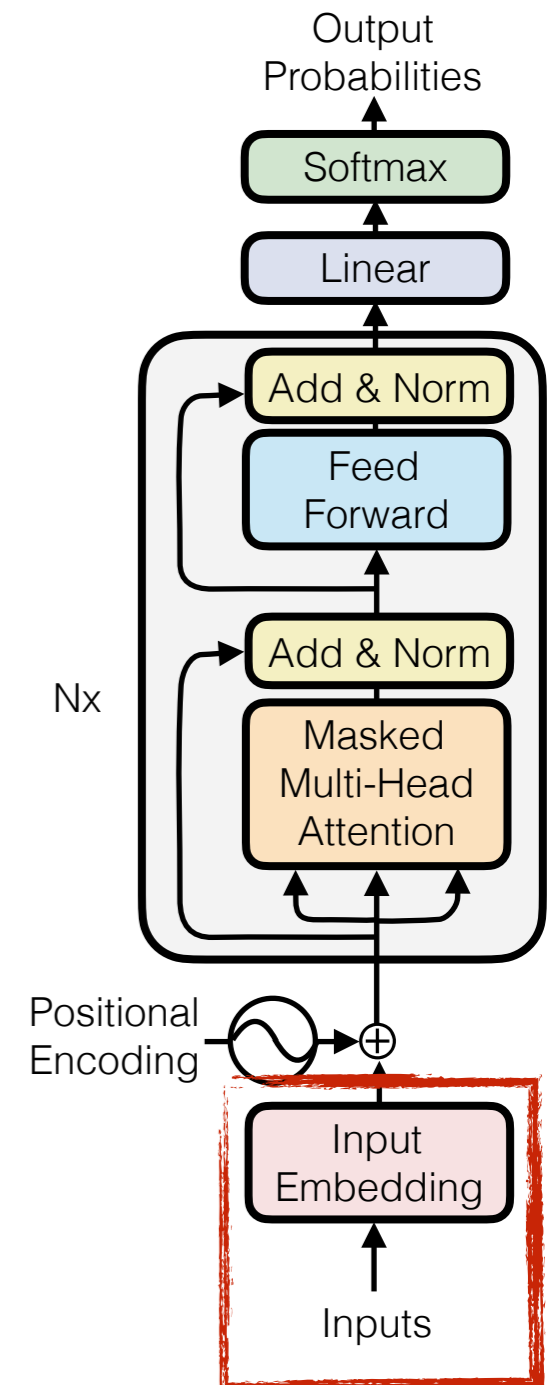 Output
Probabilities
Softmax
Linear
Add & Norm
Feed
Forward
Add & Norm
Nx
Masked
Multi-Head
Attention
Positional
Encoding
Input
Embedding
Inputs